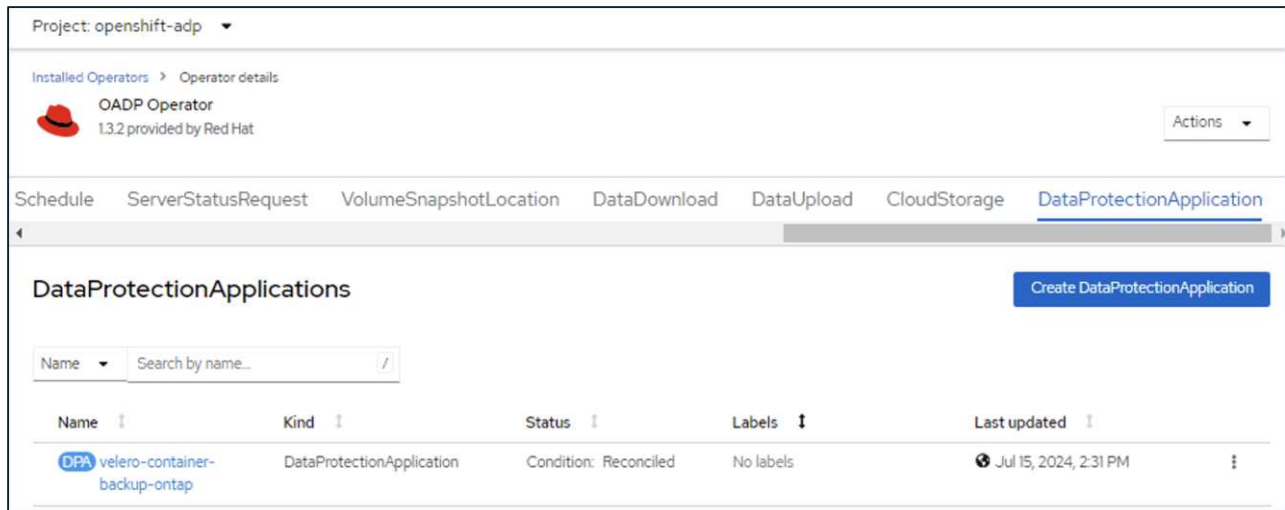 Project: openshift-adp
Installed Operators > Operator details
OADP Operator
1.3.2 provided by Red Hat
Actions
Schedule ServerStatusRequest VolumeSnapshotLocation DataDownload DataUpload CloudStorage DataProtectionApplication
DataProtectionApplications
Create DataProtectionApplication
Name Search by name... /
Name Kind Status Labels Last updated
DPA velero-container- DataProtectionApplication Condition: Reconciled No labels Jul 15, 2024, 2:31 PM
backup-ontap